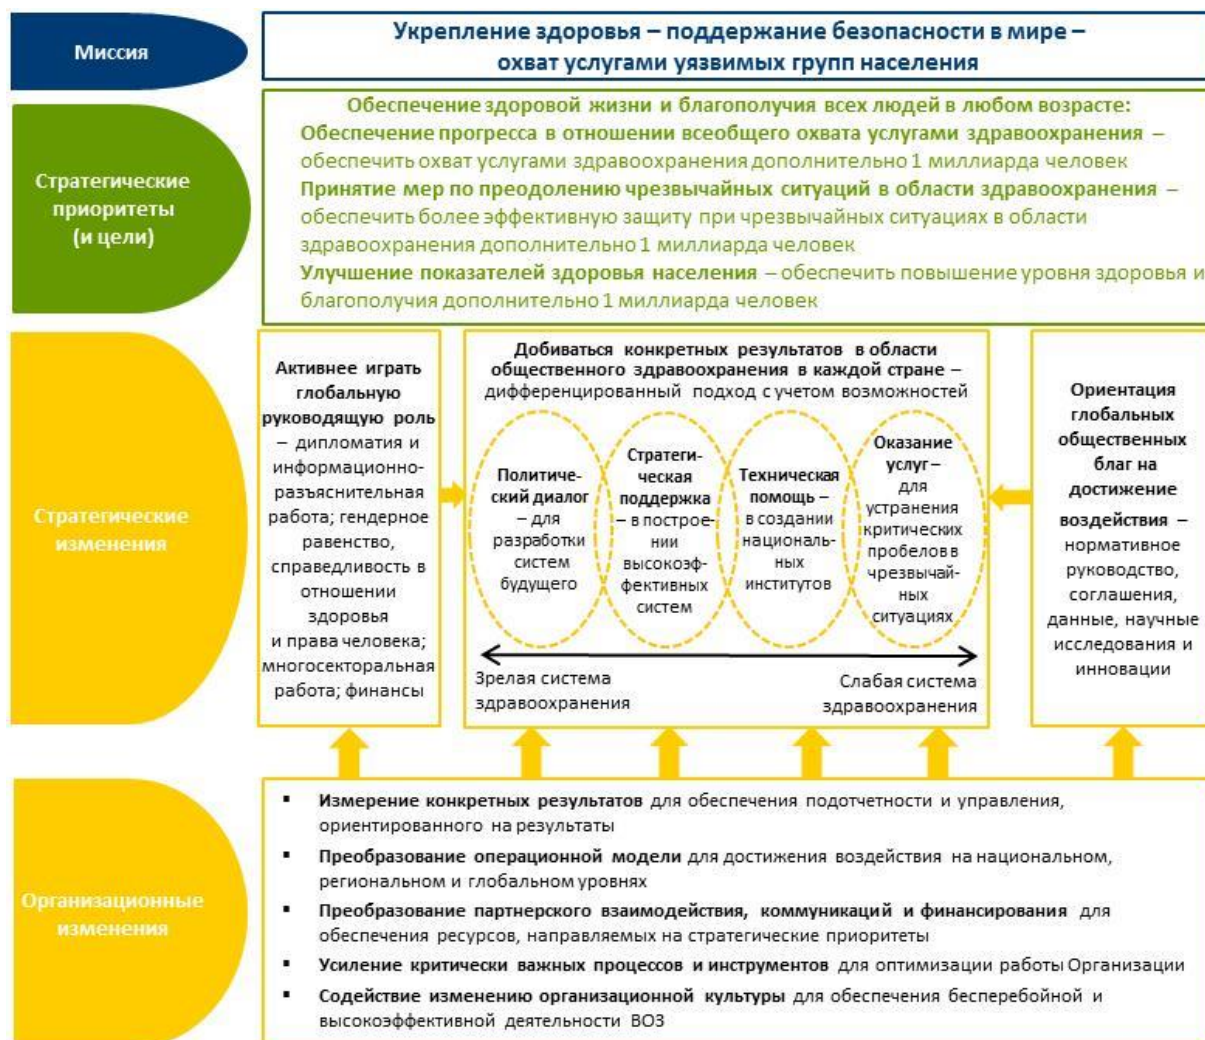 Миссия
Укрепление здоровья – поддержание безопасности в мире –
охват услугами уязвимых групп населения
Стратегические
приоритеты
(и цели)
Обеспечение здоровой жизни и благополучия всех людей в любом возрасте:
Обеспечение прогресса в отношении всеобщего охвата услугами здравоохранения –
обеспечить охват услугами здравоохранения дополнительно 1 миллиарда человек
Принятие мер по преодолению чрезвычайных ситуаций в области здравоохранения –
обеспечить более эффективную защиту при чрезвычайных ситуациях в области
здравоохранения дополнительно 1 миллиарда человек
Улучшение показателей здоровья населения – обеспечить повышение уровня здоровья и
благополучия дополнительно 1 миллиарда человек
Стратегические
изменения
Активнее играть
глобальную
руководящую роль
– дипломатия и
информационно-
разъяснительная
работа; гендерное
равенство,
справедливость в
отношении
здоровья
и права человека;
многосекторальная
работа; финансы
Добиваться конкретных результатов в области
общественного здравоохранения в каждой стране –
дифференцированный подход с учетом возможностей
Политиче-
ский диалог
– для
разработки
систем
будущего
Страте­ги-
ческая
поддержка
– в построе-
нии
высокоэф-
фективных
систем
Техническая
помощь –
в создании
националь-
ных
институтов
Оказание
услуг –
для
устранения
критических
пробелов в
чрезвычай-
ных
ситуациях
Зрелая система
здравоохранения
Слабая система
здравоохранения
Ориентация
глобальных
общественных
благ на
достижение
воздействия –
нормативное
руководство,
соглашения,
данные, научные
исследования и
инновации
Организационные
изменения
▪ Измерение конкретных результатов для обеспечения подотчетности и управления,
ориентированного на результаты
▪ Преобразование операционной модели для достижения воздействия на национальном,
региональном и глобальном уровнях
▪ Преобразование партнерского взаимодействия, коммуникаций и финансирования для
обеспечения ресурсов, направляемых на стратегические приоритеты
▪ Усиление критически важных процессов и инструментов для оптимизации работы Организации
▪ Содействие изменению организационной культуры для обеспечения бесперебойной и
высокоэффективной деятельности ВОЗ